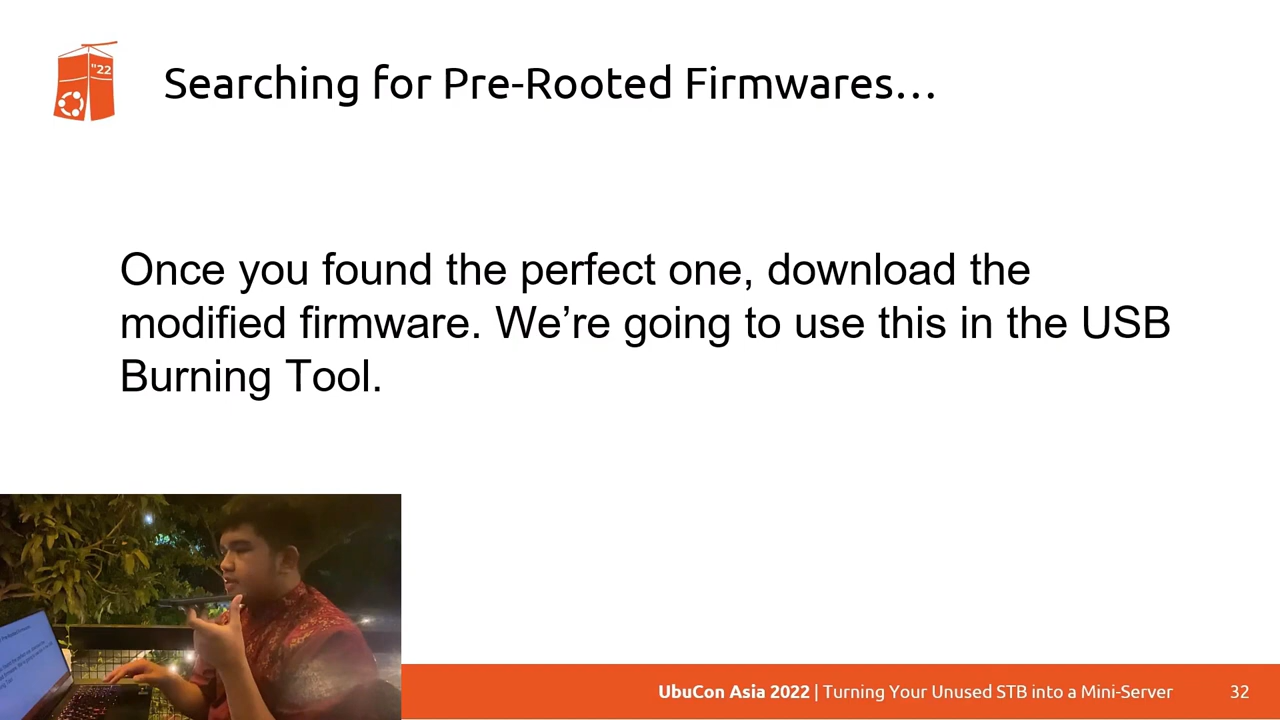 "22
Searching for Pre-Rooted Firmwares...
Once you found the perfect one, download the
modified firmware. We’re going to use this in the USB
Burning Tool.
UbuCon Asia 2022 | Turning Your Unused STB into a Mini-Server
32